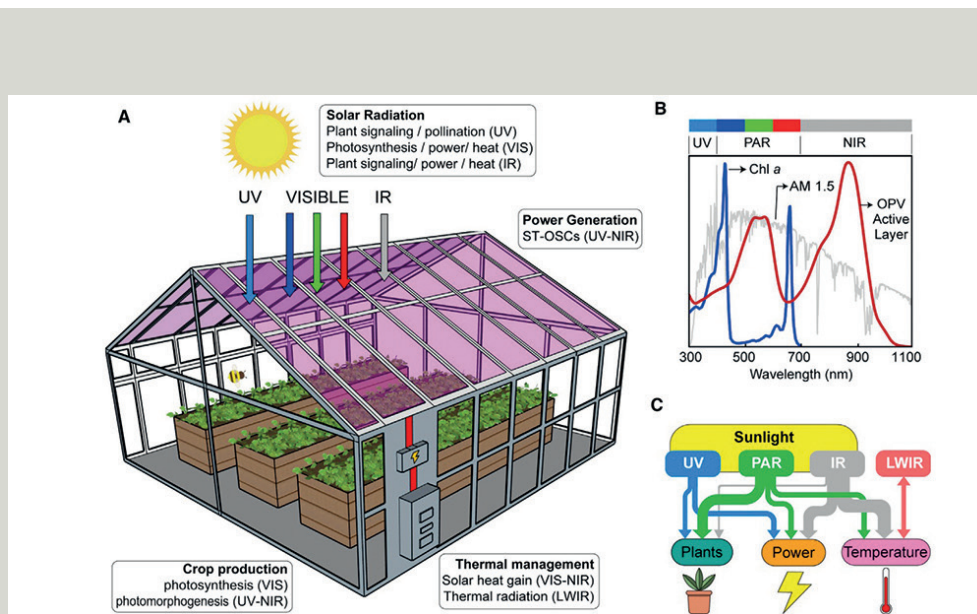 A
Solar Radiation
Plant signaling / pollination (UV)
Photosynthesis / power/ heat (VIS)
Plant signaling/ power / heat (IR)
UV VISIBLE IR
Power Generation
ST-OSCs (UV-NIR)
Crop production
photosynthesis (VIS)
photomorphogenesis (UV-NIR)
Thermal management
Solar heat gain (VIS-NIR)
Thermal radiation (LWIR)
B
UV PAR NIR
Chl a
AM 1.5
OPV
Active
Layer
300 500 700 900 1100
Wavelength (nm)
C
Sunlight
UV PAR IR LWIR
Plants Power Temperature